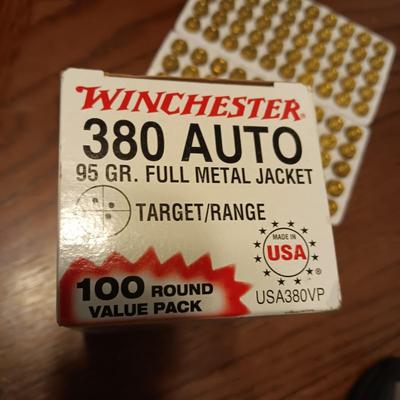 WINCHESTER®
380 AUTO
95 GR. FULL METAL JACKET
TARGET/RANGE
MADE IN
USA
®
100 ROUND
VALUE PACK
USA380VP